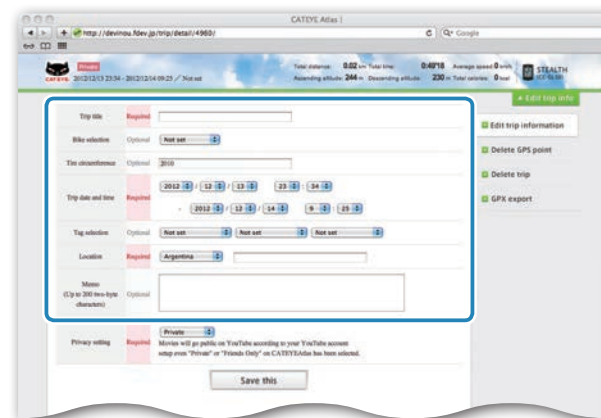 CATEYE Atlas |
http://devinou.fdev.jp/trip/detail/4960/
Google
Private
CATEYE 2012/12/13 23:34 - 2012/12/14 09:25 / Not set
Total distance: 0.02 km Total time: 0:49'18 Average speed 0 km/h
Ascending altitude: 244 m Descending altitude: 230 m Total calories: 0 kcal
STEALTH
Edit trip info
Trip title Required
Bike selection Optional Not set
Tire circumference Optional 2010
Trip date and time Required 2012 / 12 / 13 23 : 34
- 2012 / 12 / 14 9 : 25
Tag selection Optional Not set Not set Not set
Location Required Argentina
Memo
(Up to 200 two-byte
characters)
Optional
Privacy setting Required Private
Movies will go public on YouTube according to your YouTube account
setup even "Private" or "Friends Only" on CATEYEAtlas has been selected.
Save this
Edit trip information
Delete GPS point
Delete trip
GPX export